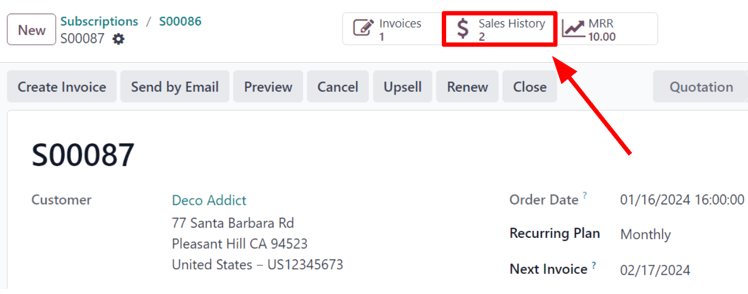 New
Subscriptions / S00086
S00087
Invoices
1
$ Sales History
2
MRR
10.00
Create Invoice Send by Email Preview Cancel Upsell Renew Close Quotation
S00087
Customer Deco Addict
77 Santa Barbara Rd
Pleasant Hill CA 94523
United States – US12345673
Order Date ? 01/16/2024 16:00:00
Recurring Plan Monthly
Next Invoice ? 02/17/2024